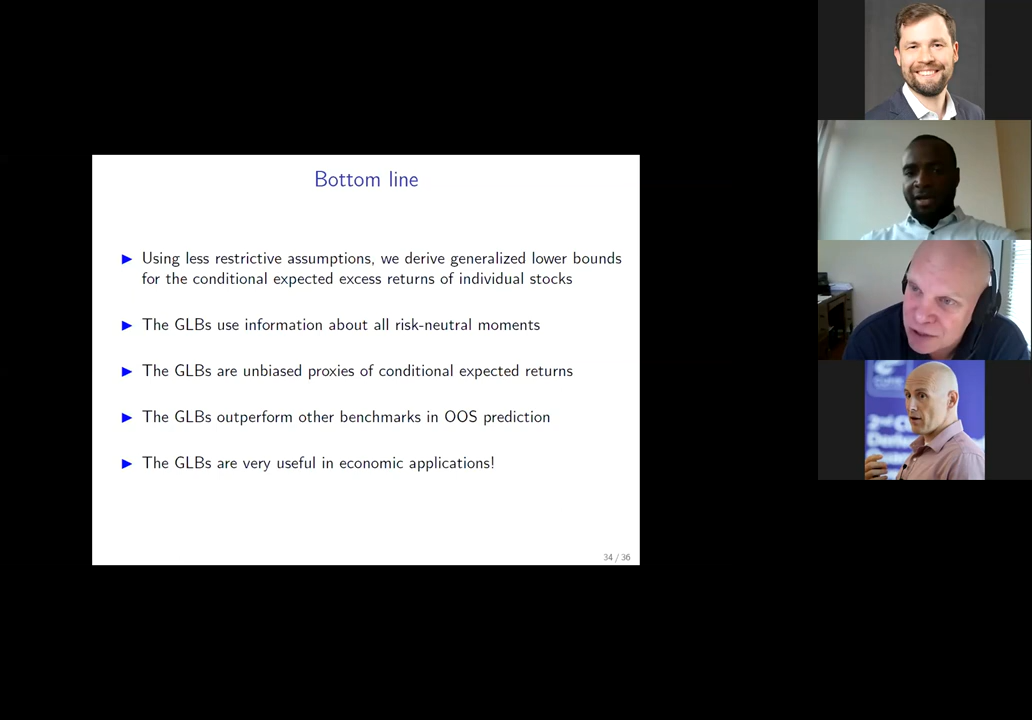 Bottom line
▶ Using less restrictive assumptions, we derive generalized lower bounds
for the conditional expected excess returns of individual stocks
▶ The GLBs use information about all risk-neutral moments
▶ The GLBs are unbiased proxies of conditional expected returns
▶ The GLBs outperform other benchmarks in OOS prediction
▶ The GLBs are very useful in economic applications!
34 / 36